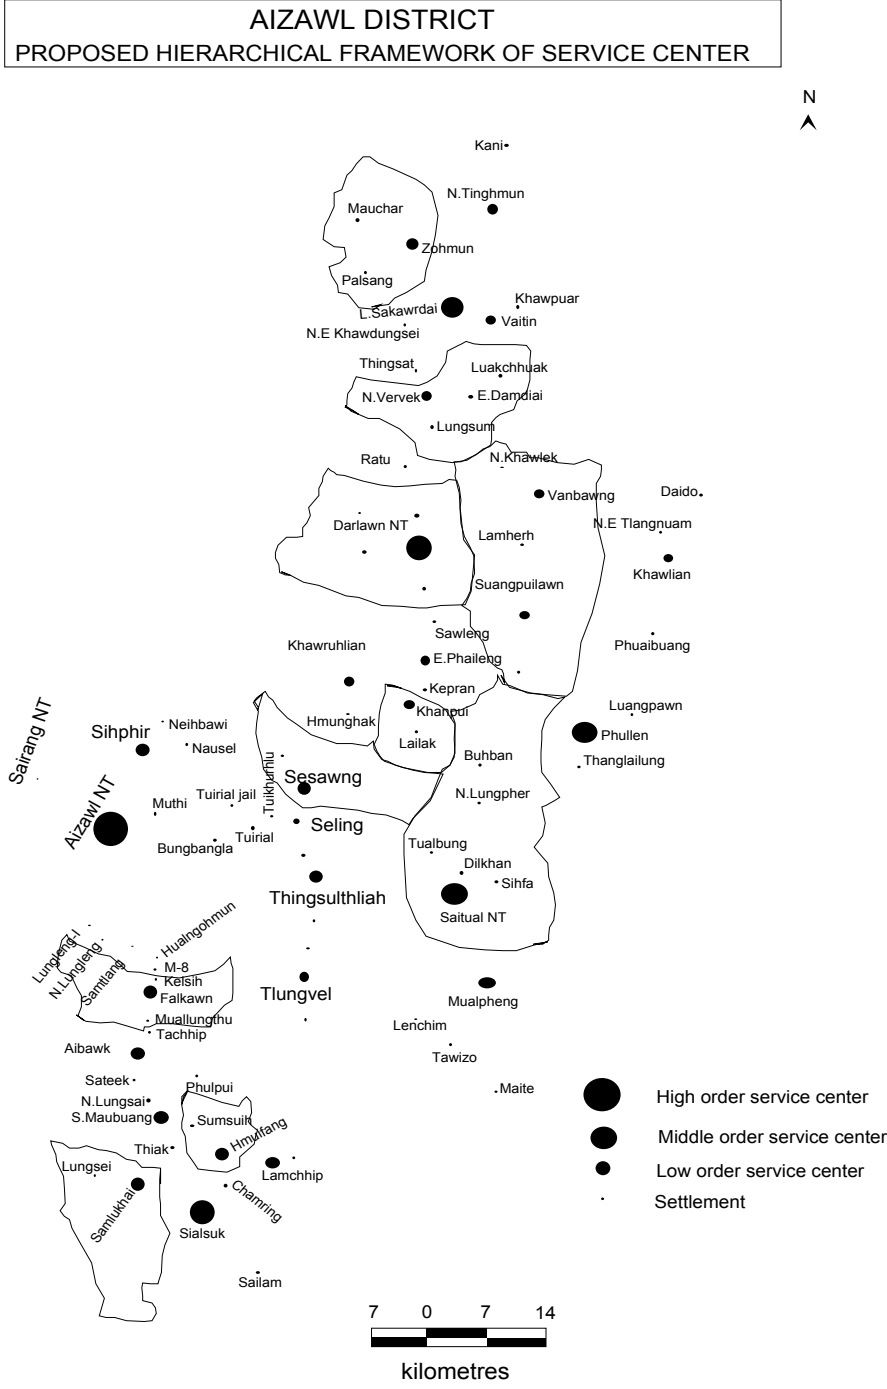 AIZAWL DISTRICT
PROPOSED HIERARCHICAL FRAMEWORK OF SERVICE CENTER
N
Kani
N.Tinghmun
Mauchar
Zohmun
Palsang
Khawpuar
L.Sakawrdai
Vaitin
N.E Khawdungsei
Thingsat
Luakchhuak
N.Vervek
E.Damdiai
Lungsum
Ratu
N.Khawlek
Vanbawng
Daido
Darlawn NT
N.E Tlangnuam
Lamherh
Khawlian
Suangpuilawn
Sawleng
Khawruhlian
Phuaibuang
E.Phaileng
Kepran
Khanpui
Hmunghak
Luangpawn
Sairang NT
Sihphir
Neihbawi
Nausel
Lailak
Phullen
Buhban
Thanglailung
Sesawng
Aizawl NT
Muthi
Tuirial jail
Tuikhurhlu
N.Lungpher
Seling
Bungbangla
Tuirial
Tualbung
Dilkhan
Sihfa
Thingsulthliah
Saitual NT
Hualngohmun
Lungleng-I
N.Lungleng
Samtlang
M-8
Kelsih
Falkawn
Tlungvel
Mualpheng
Muallungthu
Tachhip
Lenchim
Aibawk
Tawizo
Sateek
Phulpui
Maite
N.Lungsai
S.Maubuang
Sumsuih
Hmuifang
Thiak
Lungsei
Lamchhip
Samlukhai
Chamring
Sialsuk
Sailam
High order service center
Middle order service center
Low order service center
Settlement
7 0 7 14
kilometres